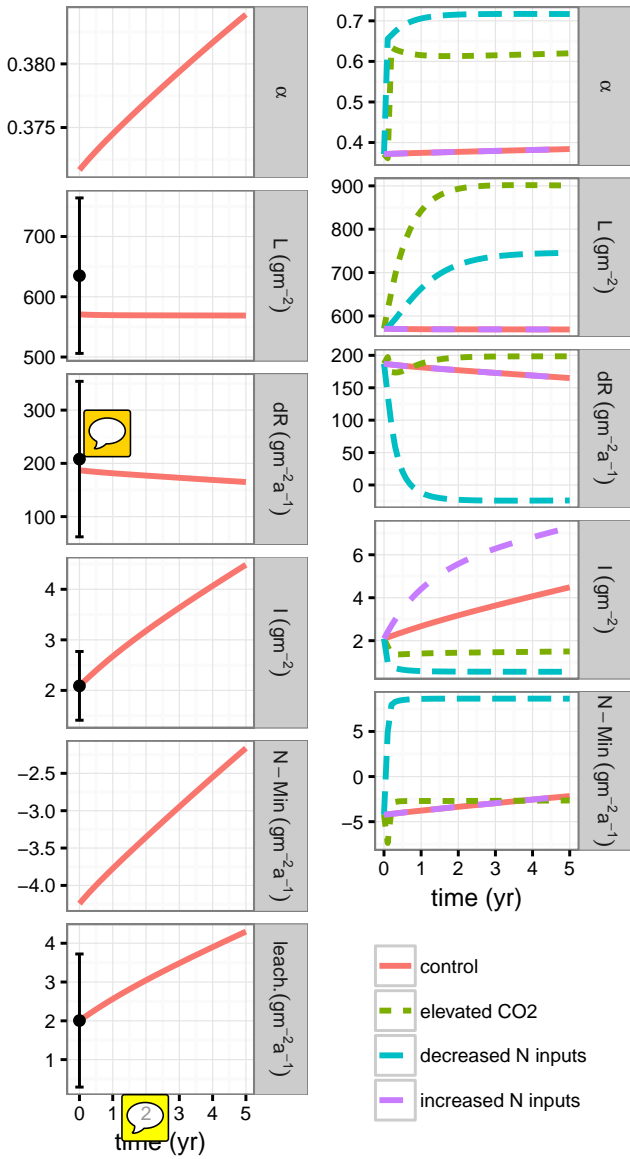 0.380
0.375
α
700
600
500
L (gm⁻²)
300
200
100
dR (gm⁻²a⁻¹)
4
3
2
I (gm⁻²)
−2.5
−3.0
−3.5
−4.0
N−Min (gm⁻²a⁻¹)
4
3
2
1
leach.(gm⁻²a⁻¹)
0 1 2 3 4 5
time (yr)
0.7
0.6
0.5
0.4
α
900
800
700
600
L (gm⁻²)
200
150
100
50
0
dR (gm⁻²a⁻¹)
6
4
2
I (gm⁻²)
5
0
−5
N−Min (gm⁻²a⁻¹)
0 1 2 3 4 5
time (yr)
control
elevated CO2
decreased N inputs
increased N inputs